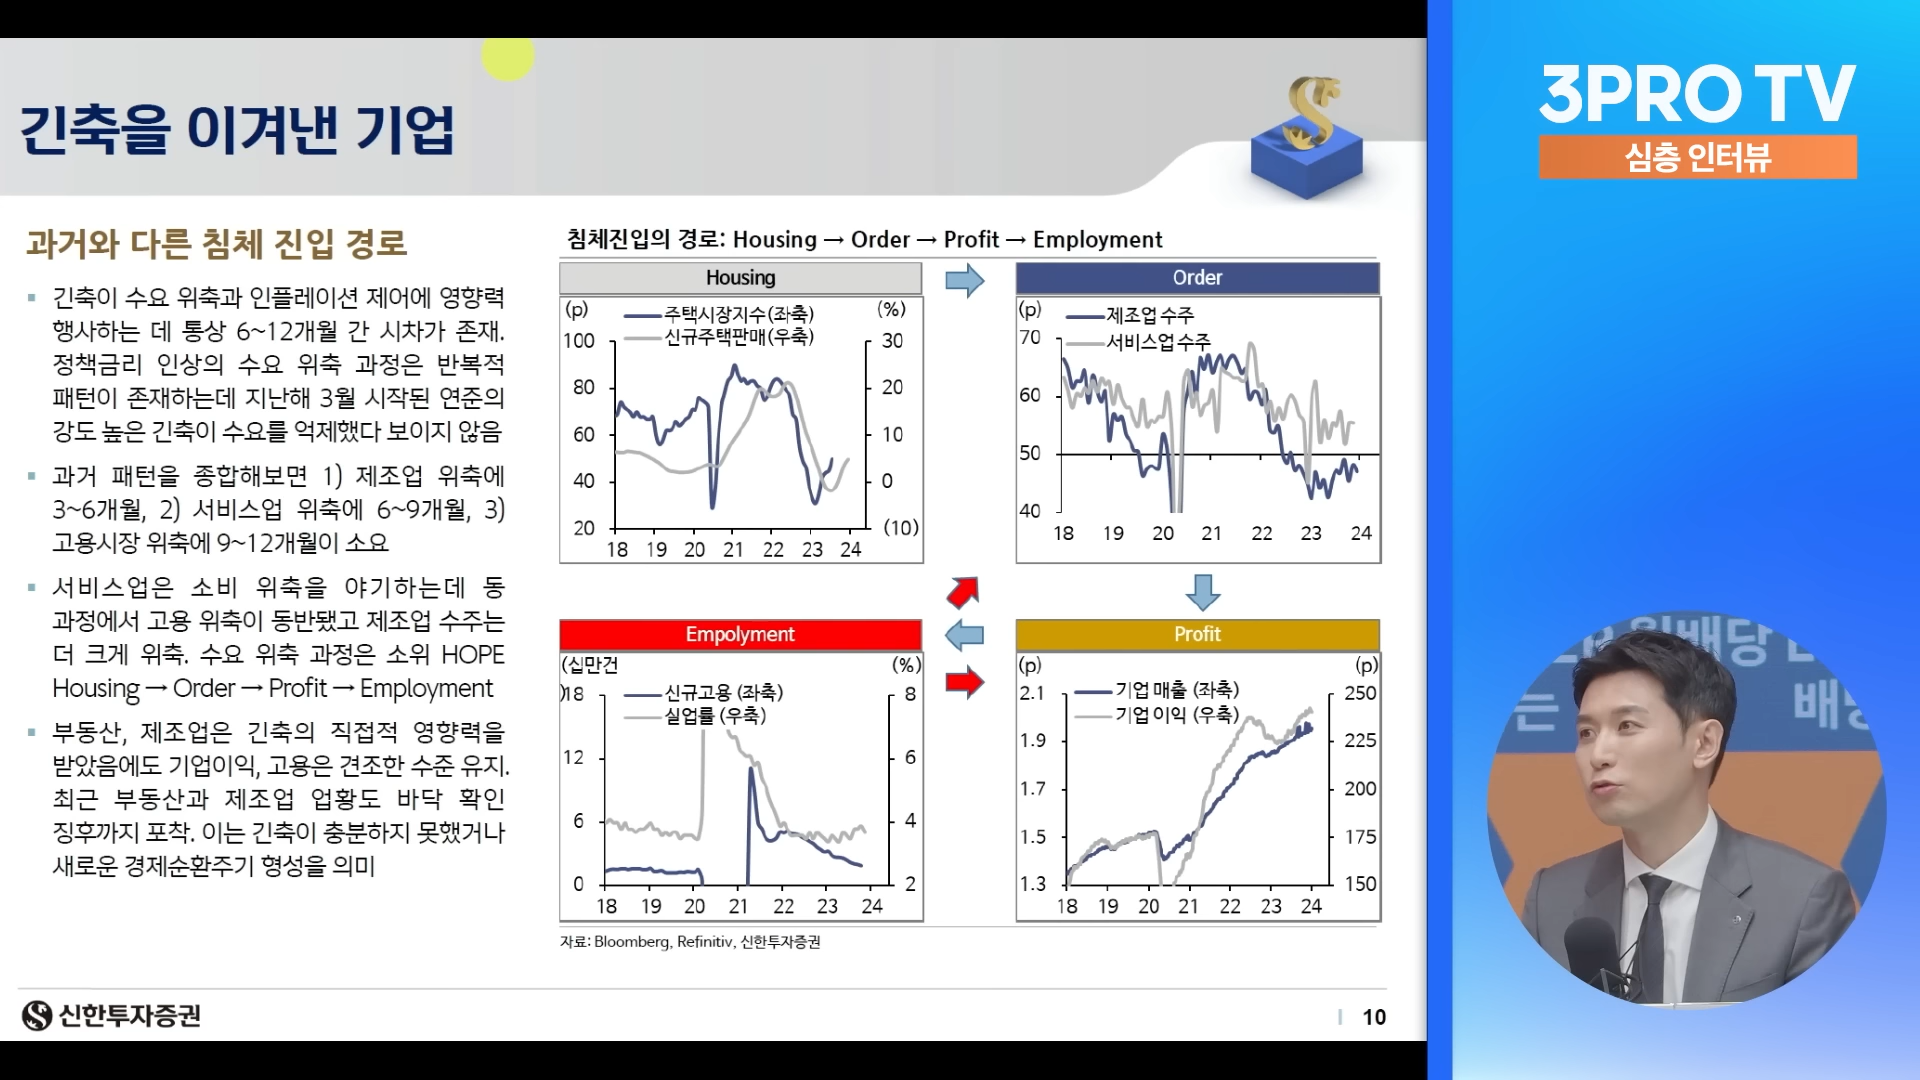 긴축을 이겨낸 기업
과거와 다른 침체 진입 경로
▪ 긴축이 수요 위축과 인플레이션 제어에 영향력
행사하는 데 통상 6~12개월 간 시차가 존재.
정책금리 인상의 수요 위축 과정은 반복적
패턴이 존재하는데 지난해 3월 시작된 연준의
강도 높은 긴축이 수요를 억제했다 보이지 않음
▪ 과거 패턴을 종합해보면 1) 제조업 위축에
3~6개월, 2) 서비스업 위축에 6~9개월, 3)
고용시장 위축에 9~12개월이 소요
▪ 서비스업은 소비 위축을 야기하는데 동
과정에서 고용 위축이 동반됐고 제조업 수주는
더 크게 위축. 수요 위축 과정은 소위 HOPE
Housing → Order → Profit → Employment
▪ 부동산, 제조업은 긴축의 직접적 영향력을
받았음에도 기업이익, 고용은 견조한 수준 유지.
최근 부동산과 제조업 업황도 바닥 확인
징후까지 포착. 이는 긴축이 충분하지 못했거나
새로운 경제순환주기 형성을 의미
침체진입의 경로: Housing → Order → Profit → Employment
Housing
(p) (%)
주택시장지수(좌축)
신규주택판매(우축)
100 30
80 20
60 10
40 0
20 (10)
18 19 20 21 22 23 24
Order
(p)
제조업 수주
서비스업 수주
70
60
50
40
18 19 20 21 22 23 24
Empolyment
(십만건 (%)
)18 8
신규고용 (좌축)
실업률 (우축)
12 6
6 4
0 2
18 19 20 21 22 23 24
Profit
(p) (p)
기업 매출 (좌축)
기업 이익 (우축)
2.1 250
1.9 225
1.7 200
1.5 175
1.3 150
18 19 20 21 22 23 24
자료: Bloomberg, Refinitiv, 신한투자증권
신한투자증권
10
3PRO TV
심층 인터뷰
배당
는